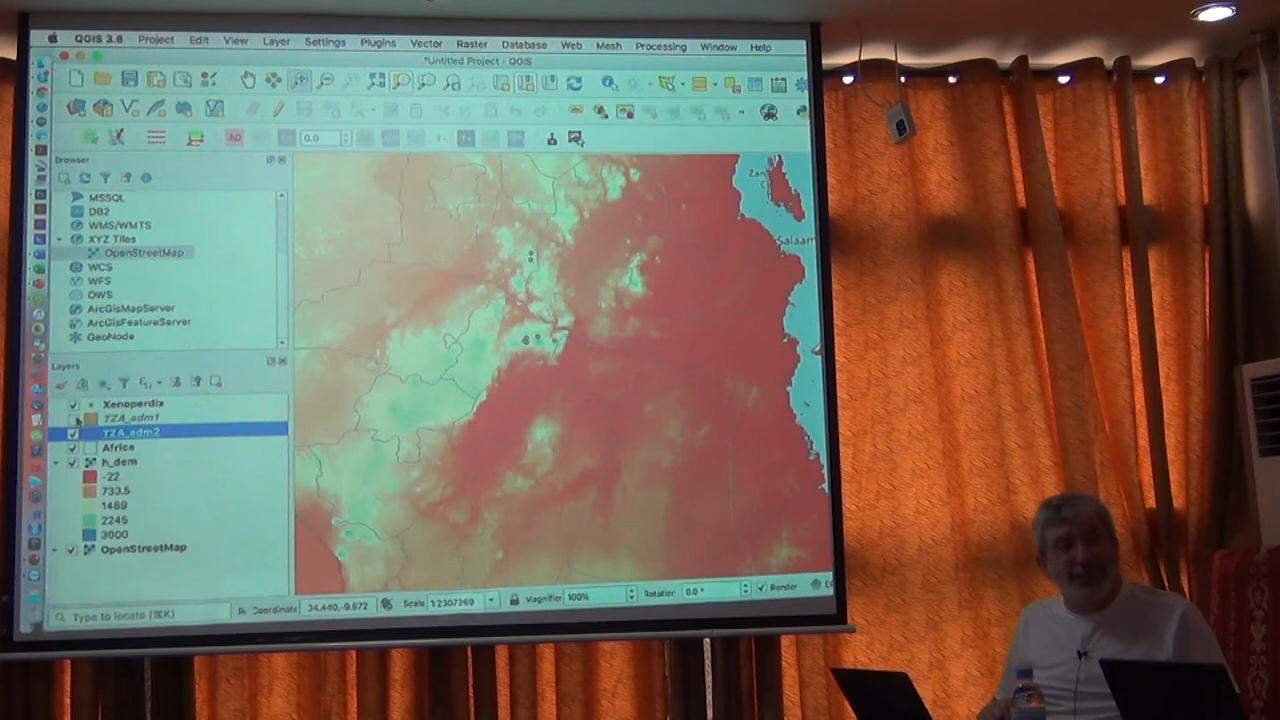 QGIS 3.6 Project Edit View Layer Settings Plugins Vector Raster Database Web Mesh Processing Window Help
*Untitled Project - QGIS
0.0
Browser
MSSQL
DB2
WMS/WMTS
XYZ Tiles
OpenStreetMap
WCS
WFS
OWS
ArcGisMapServer
ArcGisFeatureServer
GeoNode
Layers
Xenoperdix
TZA_adm1
TZA_adm2
Africa
h_dem
-22
733.5
1489
2245
3000
OpenStreetMap
Zan
Salaam
Type to locate (⌘K)
Coordinate 34.440,-9.672 Scale 1:2307269 Magnifier 100% Rotation 0.0 ° Render